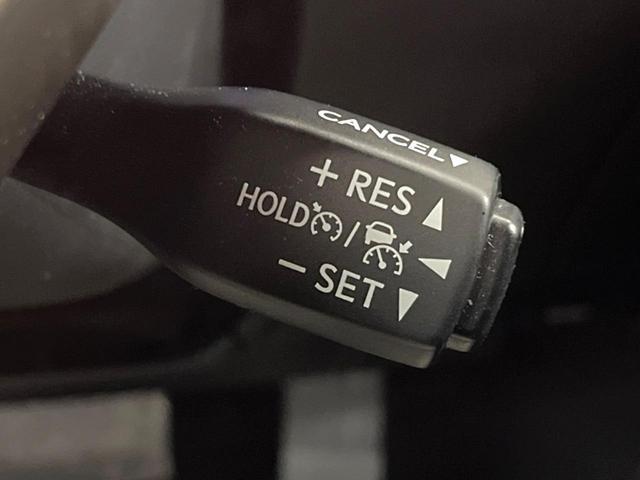 CANCEL▼
+ RES ▲
HOLD / ◀
– SET ▼